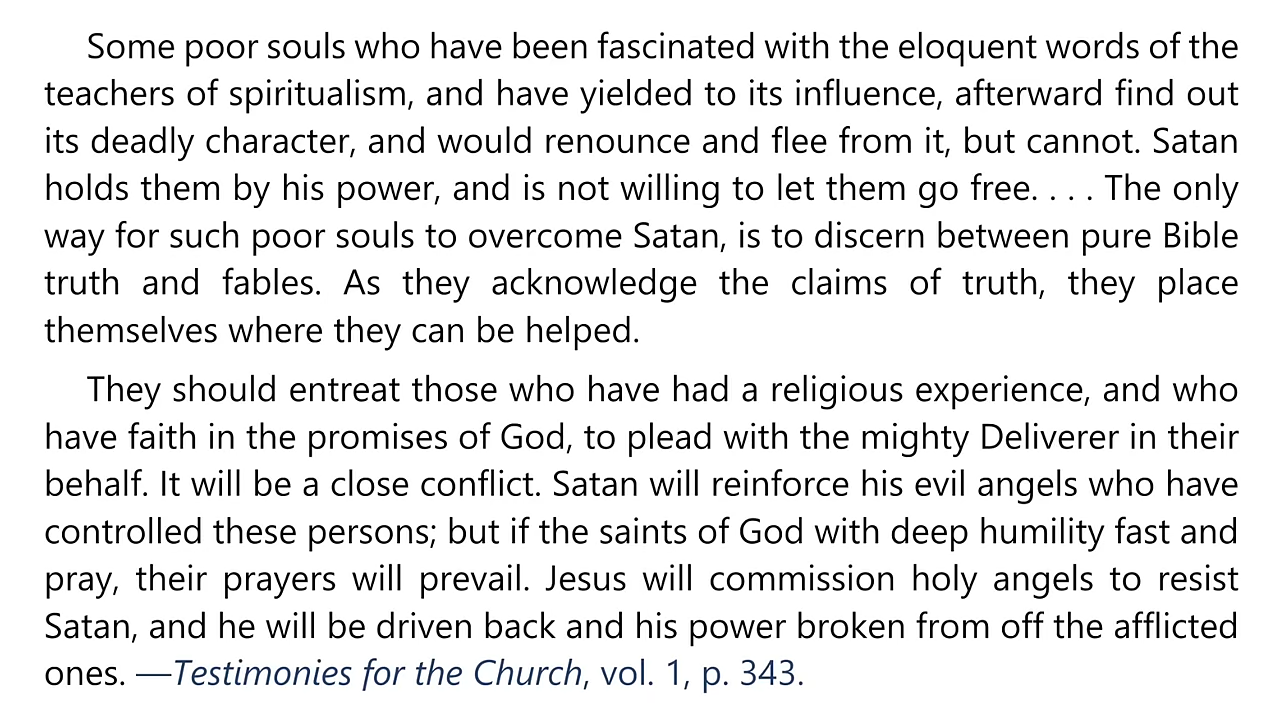 Some poor souls who have been fascinated with the eloquent words of the
teachers of spiritualism, and have yielded to its influence, afterward find out
its deadly character, and would renounce and flee from it, but cannot. Satan
holds them by his power, and is not willing to let them go free. . . . The only
way for such poor souls to overcome Satan, is to discern between pure Bible
truth and fables. As they acknowledge the claims of truth, they place
themselves where they can be helped.
They should entreat those who have had a religious experience, and who
have faith in the promises of God, to plead with the mighty Deliverer in their
behalf. It will be a close conflict. Satan will reinforce his evil angels who have
controlled these persons; but if the saints of God with deep humility fast and
pray, their prayers will prevail. Jesus will commission holy angels to resist
Satan, and he will be driven back and his power broken from off the afflicted
ones. —Testimonies for the Church, vol. 1, p. 343.